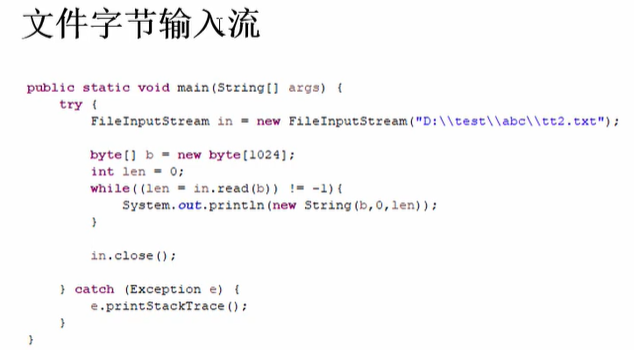 文件字节输入流
public static void main(String[] args) {
    try {
        FileInputStream in = new FileInputStream("D:\\test\\abc\\tt2.txt");
        byte[] b = new byte[1024];
        int len = 0;
        while((len = in.read(b)) != -1){
            System.out.println(new String(b,0,len));
        }
        in.close();
    } catch (Exception e) {
        e.printStackTrace();
    }
}